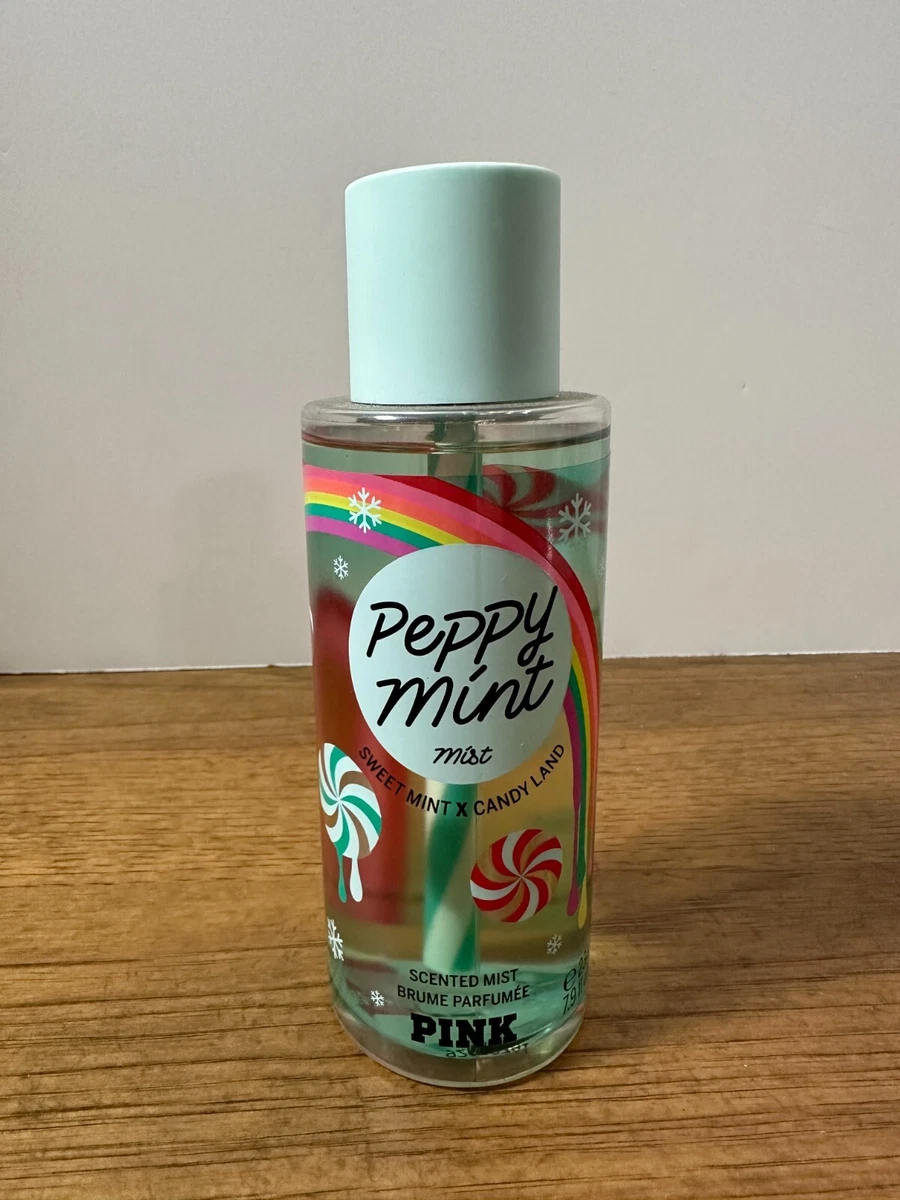 Peppy
mint
mist
SWEET MINT X CANDY LAND
SCENTED MIST
BRUME PARFUMÉE
PINK